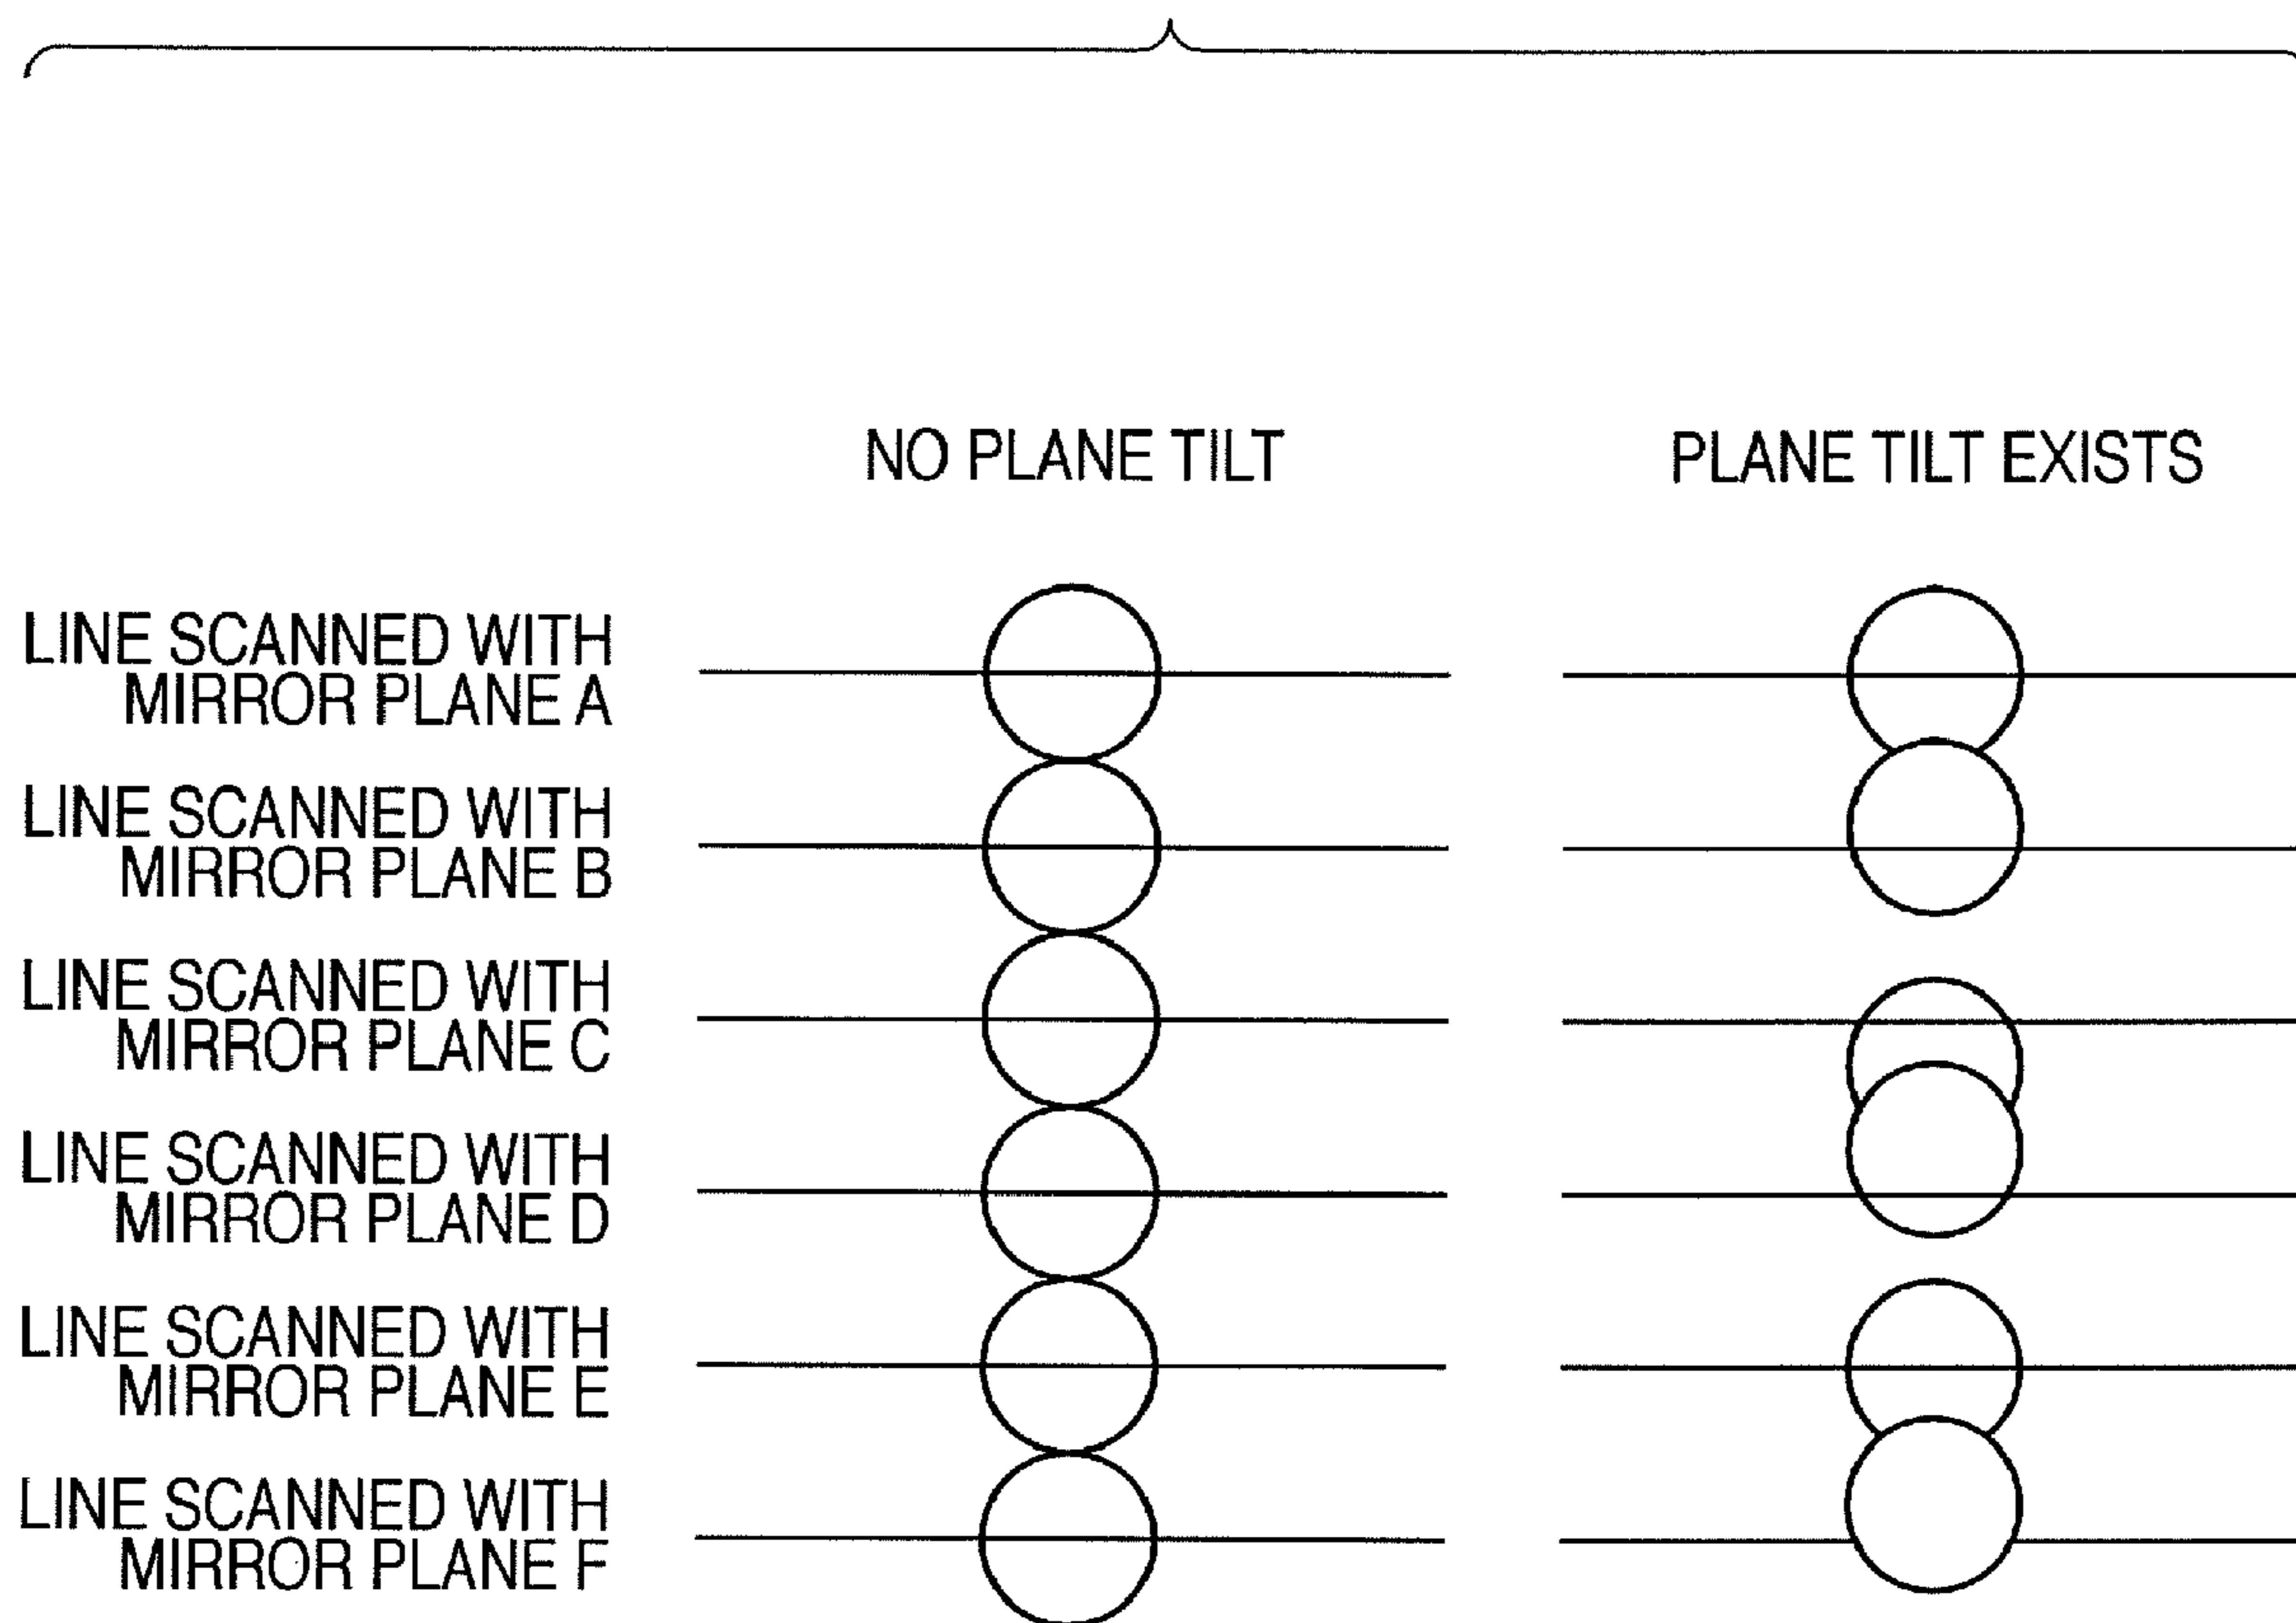 NO PLANE TILT
PLANE TILT EXISTS
LINE SCANNED WITH
MIRROR PLANE A
LINE SCANNED WITH
MIRROR PLANE B
LINE SCANNED WITH
MIRROR PLANE C
LINE SCANNED WITH
MIRROR PLANE D
LINE SCANNED WITH
MIRROR PLANE E
LINE SCANNED WITH
MIRROR PLANE F